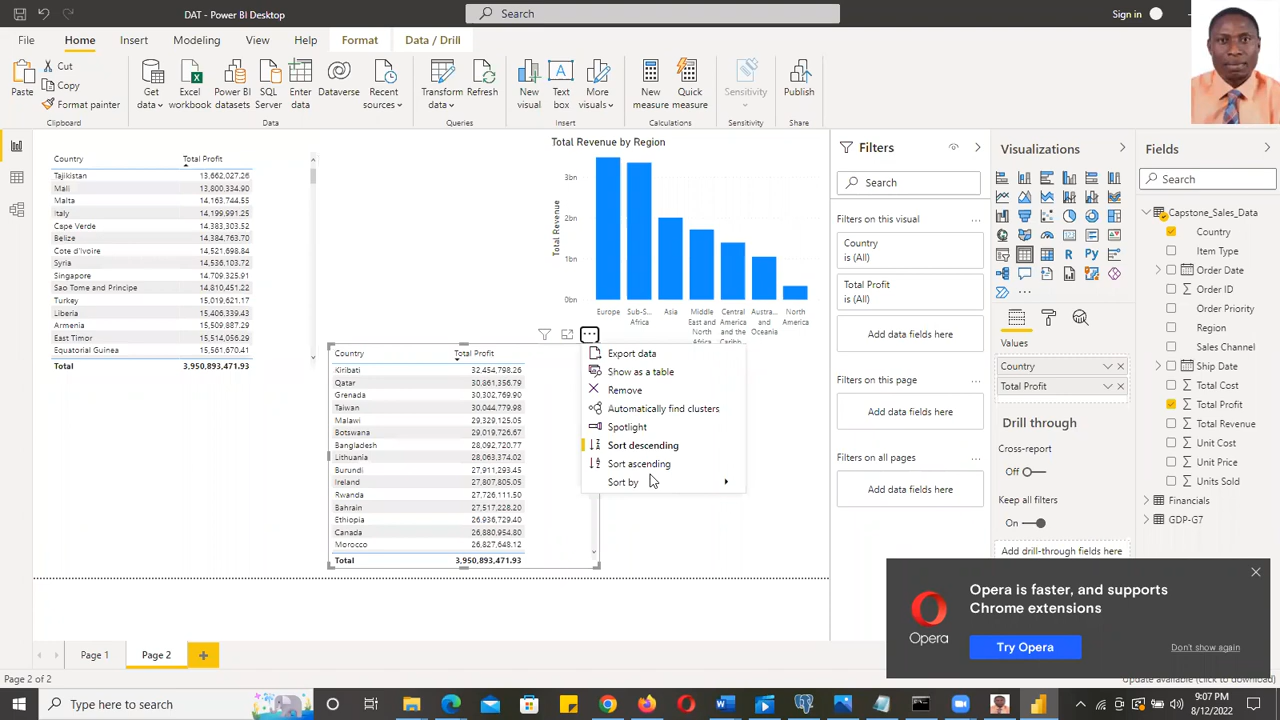 DAT - Power BI Desktop
Search
Sign in
File
Home
Insert
Modeling
View
Help
Format
Data / Drill
Paste
Cut
Copy
Format painter
Clipboard
Get data
Excel workbook
Power BI datasets
SQL Server
Enter data
Dataverse
Recent sources
Data
Transform data
Refresh
Queries
New visual
Text box
More visuals
Insert
New measure
Quick measure
Calculations
Sensitivity
Sensitivity
Publish
Share
Country Total Profit
Tajikistan 13,662,027.26
Mali 13,800,334.90
Malta 14,163,744.55
Italy 14,199,991.25
Cape Verde 14,383,153.03
Belize 14,384,763.70
Cote d'Ivoire 14,521,698.84
Syria 14,536,103.72
Singapore 14,709,325.91
Sao Tome and Principe 14,810,451.22
Turkey 15,019,621.17
Liberia 15,406,339.43
Armenia 15,509,887.29
East Timor 15,514,056.29
Equatorial Guinea 15,561,670.41
Total 3,950,893,471.93
Total Revenue by Region
Total Revenue
3bn
2bn
1bn
0bn
Europe
Sub-S... Africa
Asia
Middle East and North Africa
Central America and the Caribb...
Austra... and Oceania
North America
Country Total Profit
Kiribati 32,454,798.26
Qatar 30,861,356.79
Grenada 30,302,769.90
Taiwan 30,044,779.98
Malawi 29,329,125.05
Botswana 29,019,726.67
Bangladesh 28,092,720.77
Lithuania 28,063,374.02
Burundi 27,911,293.45
Ireland 27,807,805.05
Rwanda 27,726,111.50
Bahrain 27,517,228.20
Ethiopia 26,936,729.40
Canada 26,880,954.80
Morocco 26,827,648.12
Total 3,950,893,471.93
Export data
Show as a table
Remove
Automatically find clusters
Spotlight
Sort descending
Sort ascending
Sort by
Filters
Search
Filters on this visual
Country
is (All)
Total Profit
is (All)
Add data fields here
Filters on this page
Add data fields here
Filters on all pages
Add data fields here
Visualizations
R
Py
123
Values
Country
Total Profit
Drill through
Cross-report
Off
Keep all filters
On
Add drill-through fields here
Fields
Search
Capstone_Sales_Data
Country
Item Type
Order Date
Order ID
Order Priority
Region
Sales Channel
Ship Date
Total Cost
Total Profit
Total Revenue
Unit Cost
Unit Price
Units Sold
Financials
GDP-G7
Opera is faster, and supports
Chrome extensions
Opera
Try Opera
Don't show again
Page 1
Page 2
Page 2 of 2
Update available (click to download)
Type here to search
9:07 PM
8/12/2022